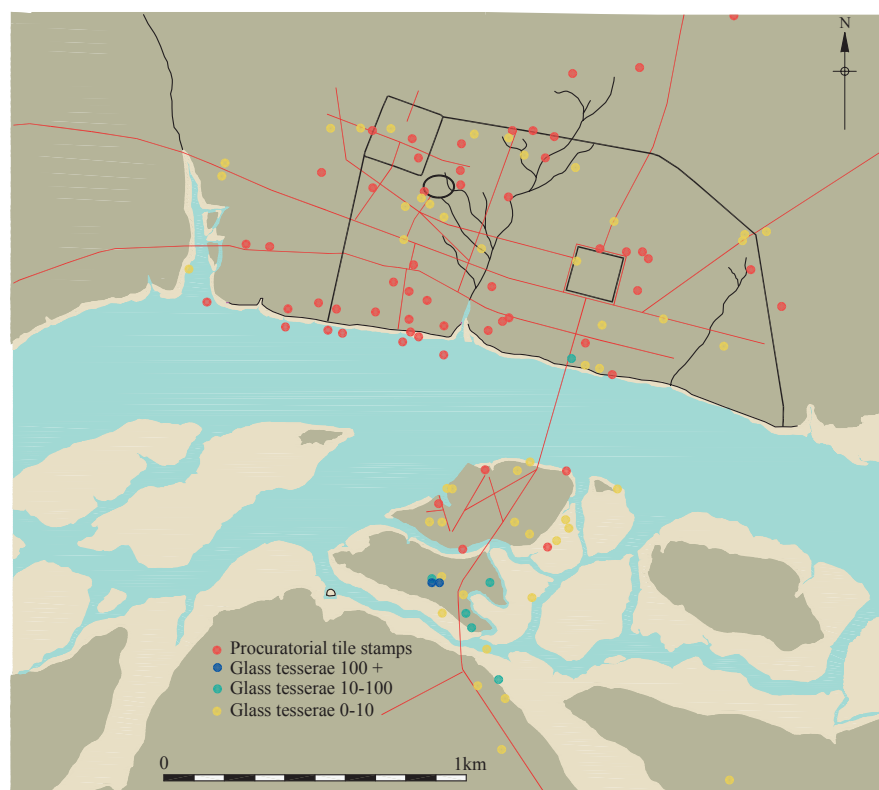 N
Procuratorial tile stamps
Glass tesserae 100 +
Glass tesserae 10-100
Glass tesserae 0-10
0 1km